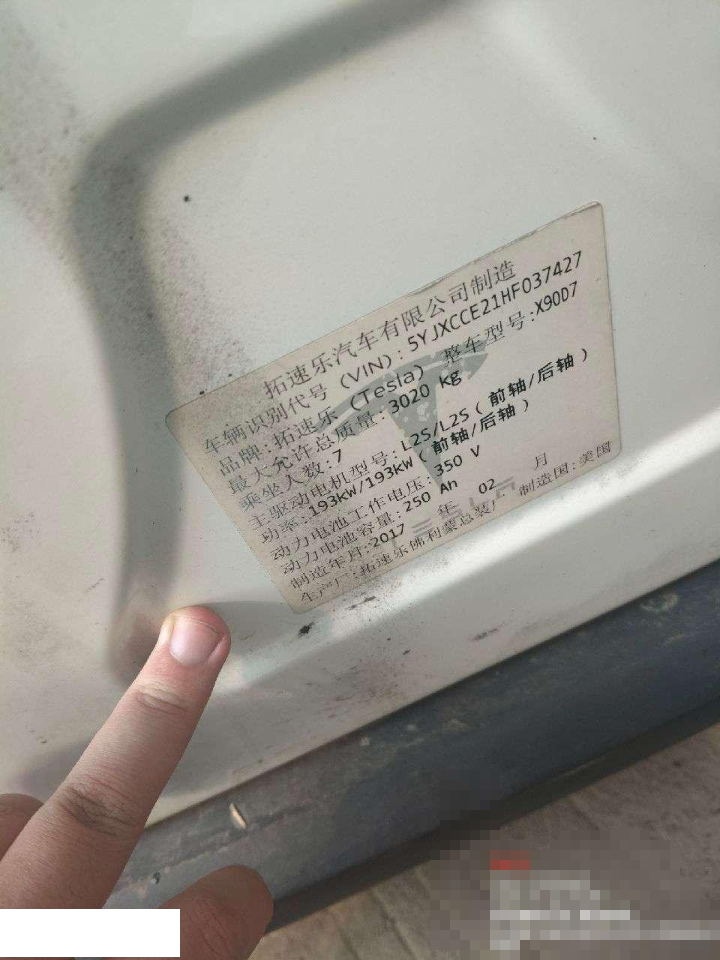 拓速乐汽车有限公司制造
车辆识别代号（VIN）：5YJXCCE21HF037427
品牌：拓速乐（Tesla） 整车型号：X90D7
最大允许总质量：3020 kg
乘坐人数：7
主驱动电机型号：L2S/L2S（前轴/后轴）
功率：193kW/193kW（前轴/后轴）
动力电池工作电压：350 V
动力电池容量：250 Ah
制造年月：2017 年 02 月
生产厂：拓速乐佛利蒙总装厂 制造国：美国